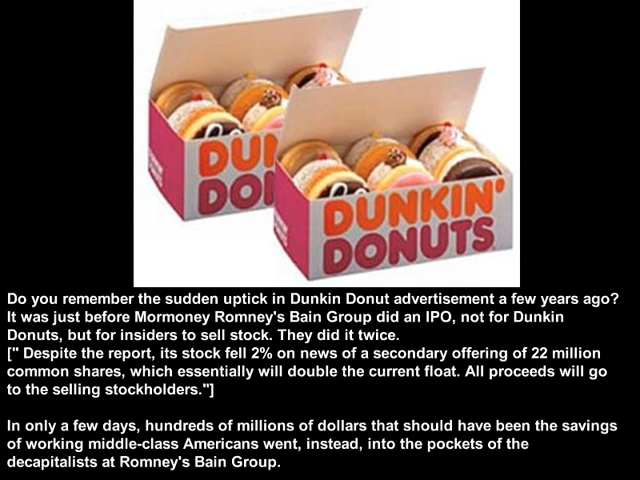 DUN
DO
DUNKIN'
DONUTS
Do you remember the sudden uptick in Dunkin Donut advertisement a few years ago?
It was just before Mormoney Romney's Bain Group did an IPO, not for Dunkin
Donuts, but for insiders to sell stock. They did it twice.
[" Despite the report, its stock fell 2% on news of a secondary offering of 22 million
common shares, which essentially will double the current float. All proceeds will go
to the selling stockholders."]
In only a few days, hundreds of millions of dollars that should have been the savings
of working middle-class Americans went, instead, into the pockets of the
decapitalists at Romney's Bain Group.